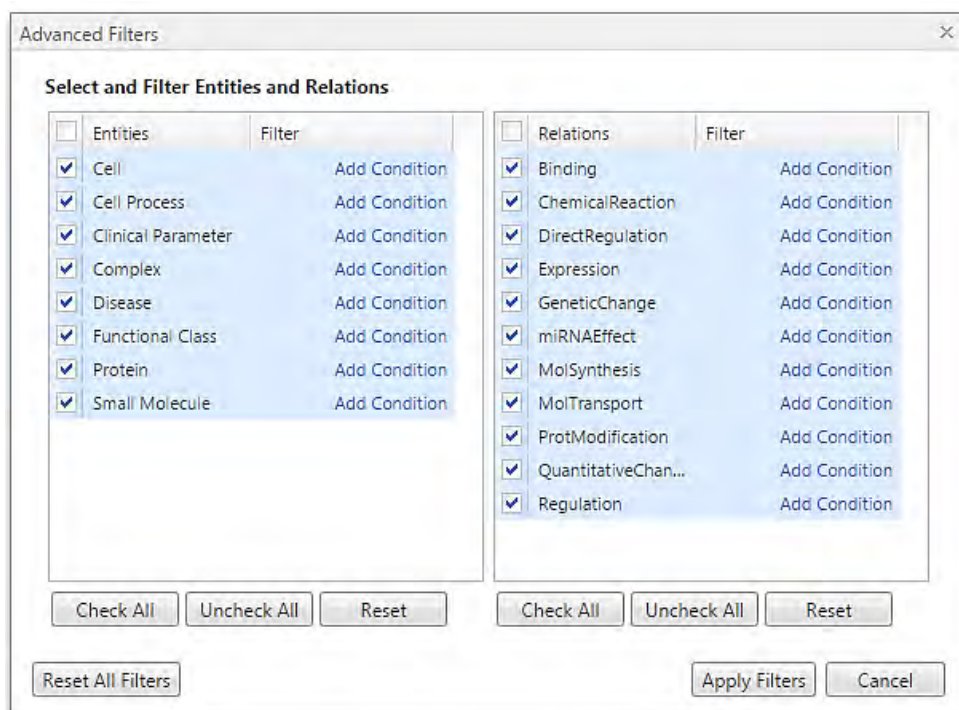 Advanced Filters
Select and Filter Entities and Relations
Entities Filter
Cell Add Condition
Cell Process Add Condition
Clinical Parameter Add Condition
Complex Add Condition
Disease Add Condition
Functional Class Add Condition
Protein Add Condition
Small Molecule Add Condition
Check All Uncheck All Reset
Relations Filter
Binding Add Condition
ChemicalReaction Add Condition
DirectRegulation Add Condition
Expression Add Condition
GeneticChange Add Condition
miRNAEffect Add Condition
MolSynthesis Add Condition
MolTransport Add Condition
ProtModification Add Condition
QuantitativeChan... Add Condition
Regulation Add Condition
Check All Uncheck All Reset
Reset All Filters Apply Filters Cancel